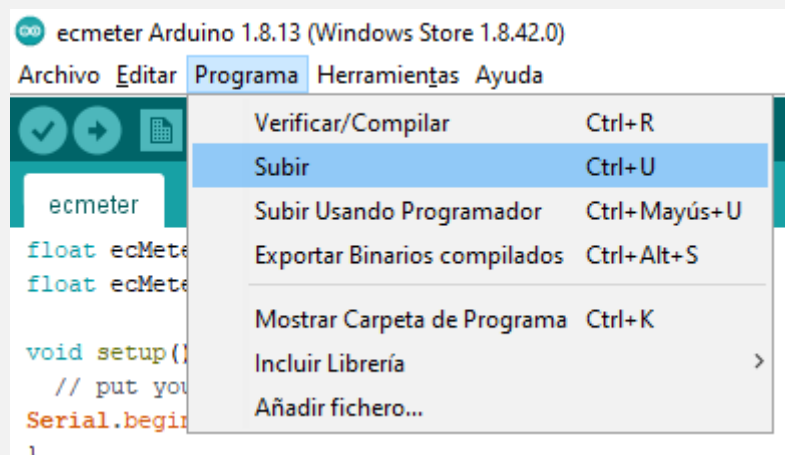 ecmeter Arduino 1.8.13 (Windows Store 1.8.42.0)
Archivo Editar Programa Herramientas Ayuda
Verificar/Compilar Ctrl+R
Subir Ctrl+U
ecmeter
Subir Usando Programador Ctrl+Mayús+U
float ecMete
Exportar Binarios compilados Ctrl+Alt+S
float ecMete
Mostrar Carpeta de Programa Ctrl+K
void setup()
Incluir Librería
// put you
Añadir fichero...
Serial.begin